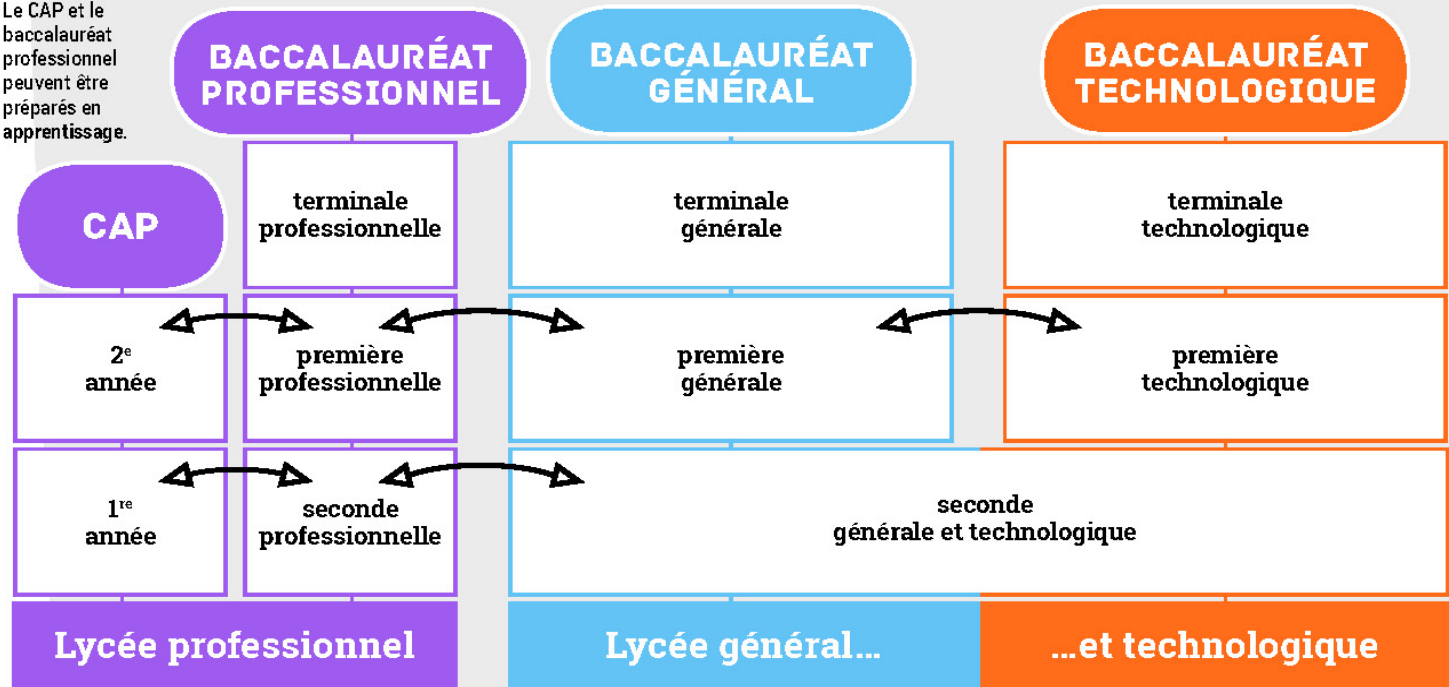 Le CAP et le
baccalauréat
professionnel
peuvent être
préparés en
apprentissage.
BACCALAURÉAT
PROFESSIONNEL
BACCALAURÉAT
GÉNÉRAL
BACCALAURÉAT
TECHNOLOGIQUE
CAP
terminale
professionnelle
terminale
générale
terminale
technologique
2e
année
première
professionnelle
première
générale
première
technologique
1re
année
seconde
professionnelle
seconde
générale et technologique
Lycée professionnel
Lycée général...
...et technologique